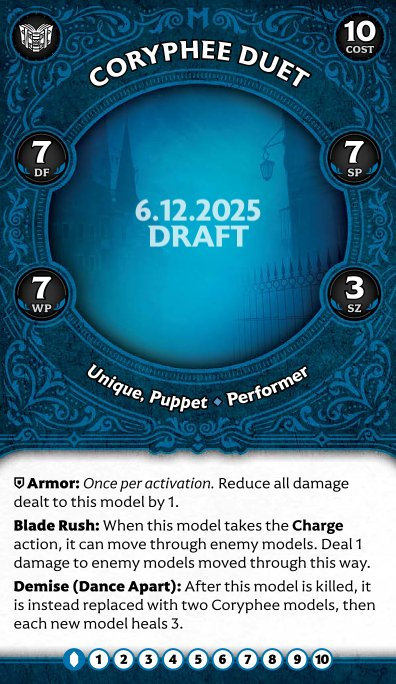 CORYPHEE DUET
10
COST
7
DF
7
SP
6.12.2025
DRAFT
7
WP
3
SZ
Unique, Puppet ◆ Performer
Armor: Once per activation. Reduce all damage
dealt to this model by 1.
Blade Rush: When this model takes the Charge
action, it can move through enemy models. Deal 1
damage to enemy models moved through this way.
Demise (Dance Apart): After this model is killed, it
is instead replaced with two Coryphee models, then
each new model heals 3.
1 2 3 4 5 6 7 8 9 10